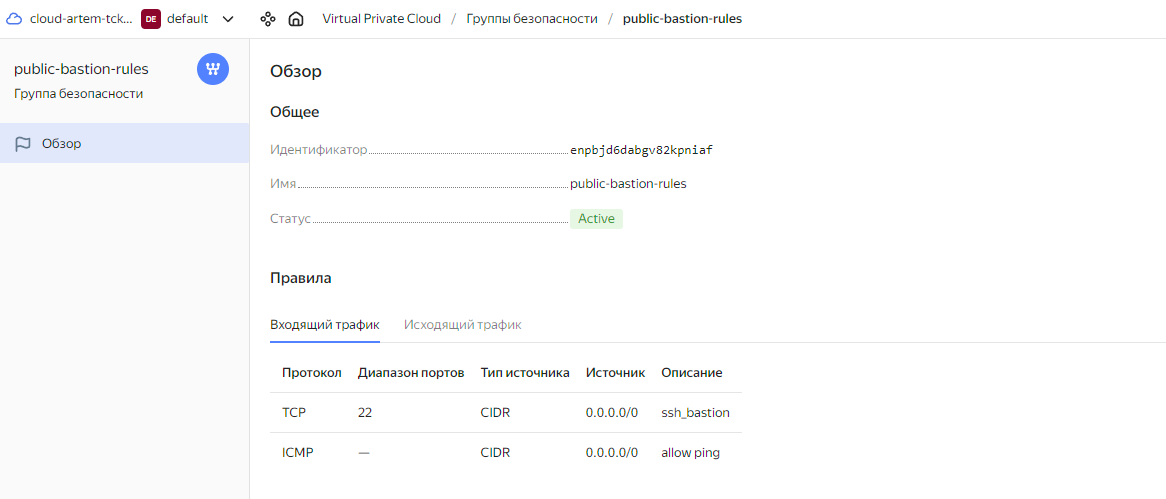 cloud-artem-tck... DE default Virtual Private Cloud / Группы безопасности / public-bastion-rules
public-bastion-rules
Группа безопасности
Обзор
Обзор
Общее
Идентификатор enpbjd6dabgv82kpniaf
Имя public-bastion-rules
Статус Active
Правила
Входящий трафик Исходящий трафик
Протокол Диапазон портов Тип источника Источник Описание
TCP 22 CIDR 0.0.0.0/0 ssh_bastion
ICMP — CIDR 0.0.0.0/0 allow ping